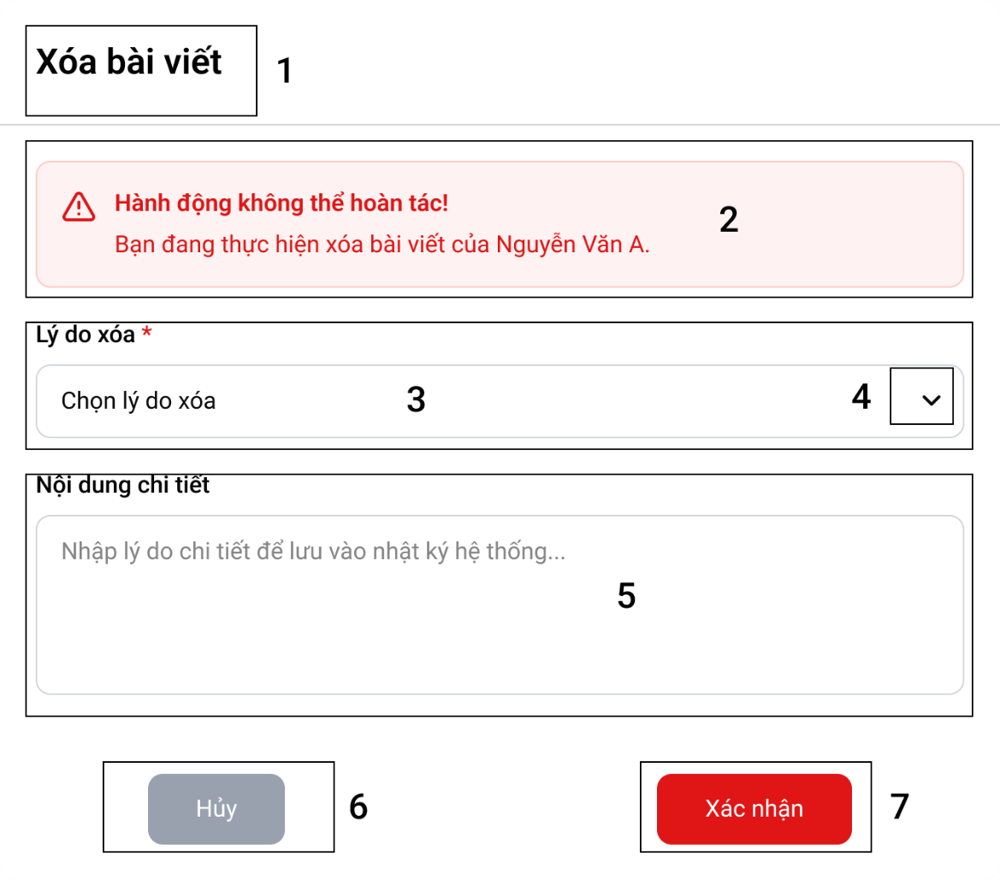 Xóa bài viết 1
Hành động không thể hoàn tác!
Bạn đang thực hiện xóa bài viết của Nguyễn Văn A.
2
Lý do xóa *
Chọn lý do xóa 3 4
Nội dung chi tiết
Nhập lý do chi tiết để lưu vào nhật ký hệ thống...
5
Hủy 6 Xác nhận 7